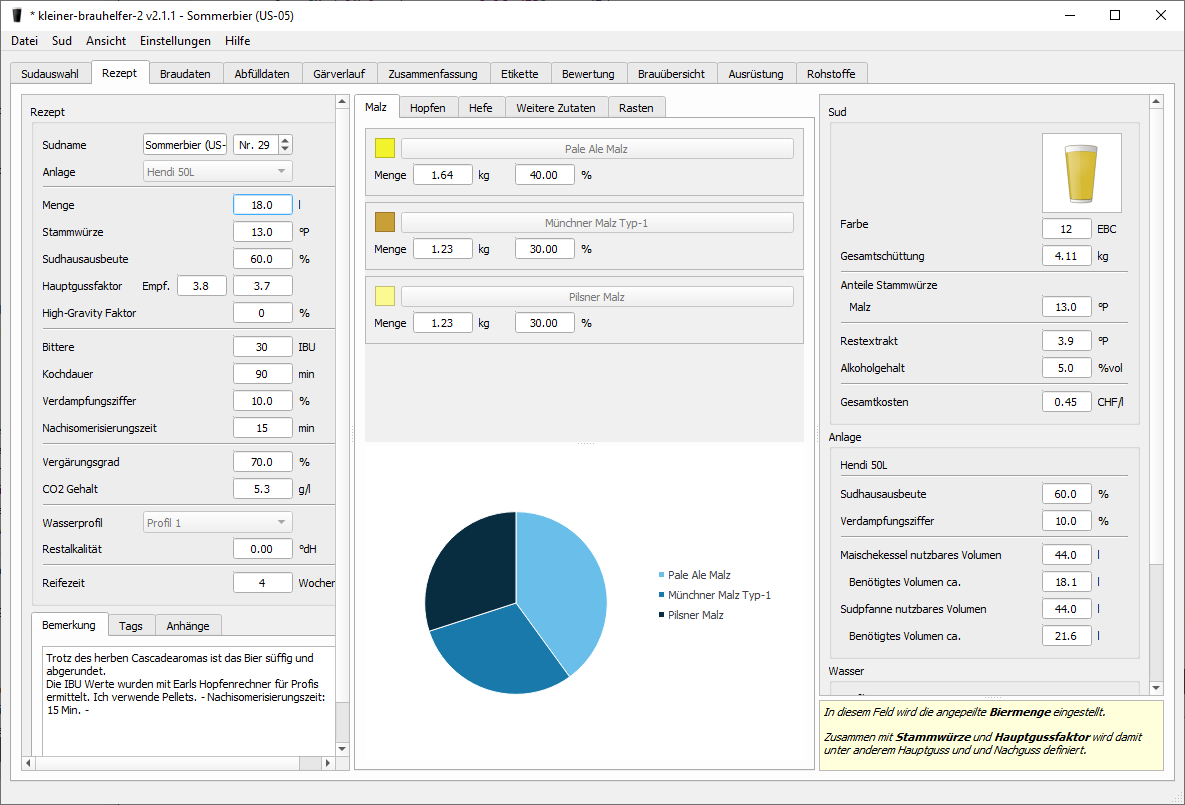 * kleiner-brauhelfer-2 v2.1.1 - Sommerbier (US-05)
Datei Sud Ansicht Einstellungen Hilfe
Sudauswahl Rezept Braudaten Abfülldaten Gärverlauf Zusammenfassung Etikette Bewertung Brauübersicht Ausrüstung Rohstoffe
Rezept
Sudname Sommerbier (US- Nr. 29
Anlage Hendi 50L
Menge 18.0 l
Stammwürze 13.0 °P
Sudhausausbeute 60.0 %
Hauptgussfaktor Empf. 3.8 3.7
High-Gravity Faktor 0 %
Bittere 30 IBU
Kochdauer 90 min
Verdampfungsziffer 10.0 %
Nachisomerisierungszeit 15 min
Vergärungsgrad 70.0 %
CO2 Gehalt 5.3 g/l
Wasserprofil Profil 1
Restalkalität 0.00 °dH
Reifezeit 4 Wochen
Bemerkung Tags Anhänge
Trotz des herben Cascadearomas ist das Bier süffig und
abgerundet.
Die IBU Werte wurden mit Earls Hopfenrechner für Profis
ermittelt. Ich verwende Pellets. - Nachisomerisierungszeit:
15 Min. -
Malz Hopfen Hefe Weitere Zutaten Rasten
Pale Ale Malz
Menge 1.64 kg 40.00 %
Münchner Malz Typ-1
Menge 1.23 kg 30.00 %
Pilsner Malz
Menge 1.23 kg 30.00 %
Pale Ale Malz
Münchner Malz Typ-1
Pilsner Malz
Sud
Farbe 12 EBC
Gesamtschüttung 4.11 kg
Anteile Stammwürze
Malz 13.0 °P
Restextrakt 3.9 °P
Alkoholgehalt 5.0 %vol
Gesamtkosten 0.45 CHF/l
Anlage
Hendi 50L
Sudhausausbeute 60.0 %
Verdampfungsziffer 10.0 %
Maischekessel nutzbares Volumen 44.0 l
Benötigtes Volumen ca. 18.1 l
Sudpfanne nutzbares Volumen 44.0 l
Benötigtes Volumen ca. 21.6 l
Wasser
In diesem Feld wird die angepeilte Biermenge eingestellt.
Zusammen mit Stammwürze und Hauptgussfaktor wird damit
unter anderem Hauptguss und und Nachguss definiert.